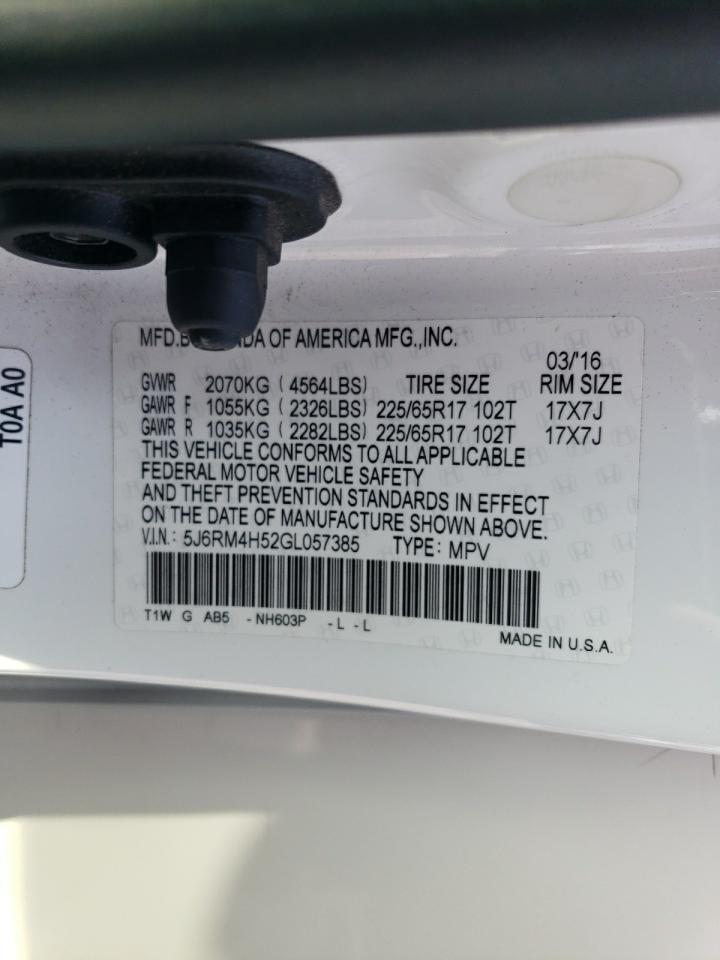 MFD.B DA OF AMERICA MFG.,INC.
03/'16
GVWR 2070KG ( 4564LBS) TIRE SIZE RIM SIZE
GAWR F 1055KG ( 2326LBS) 225/65R17 102T 17X7J
GAWR R 1035KG ( 2282LBS) 225/65R17 102T 17X7J
THIS VEHICLE CONFORMS TO ALL APPLICABLE
FEDERAL MOTOR VEHICLE SAFETY
AND THEFT PREVENTION STANDARDS IN EFFECT
ON THE DATE OF MANUFACTURE SHOWN ABOVE.
V.I.N.: 5J6RM4H52GL057385 TYPE: MPV
T1W G AB5 -NH603P -L -L
MADE IN U.S.A.
T0A A0